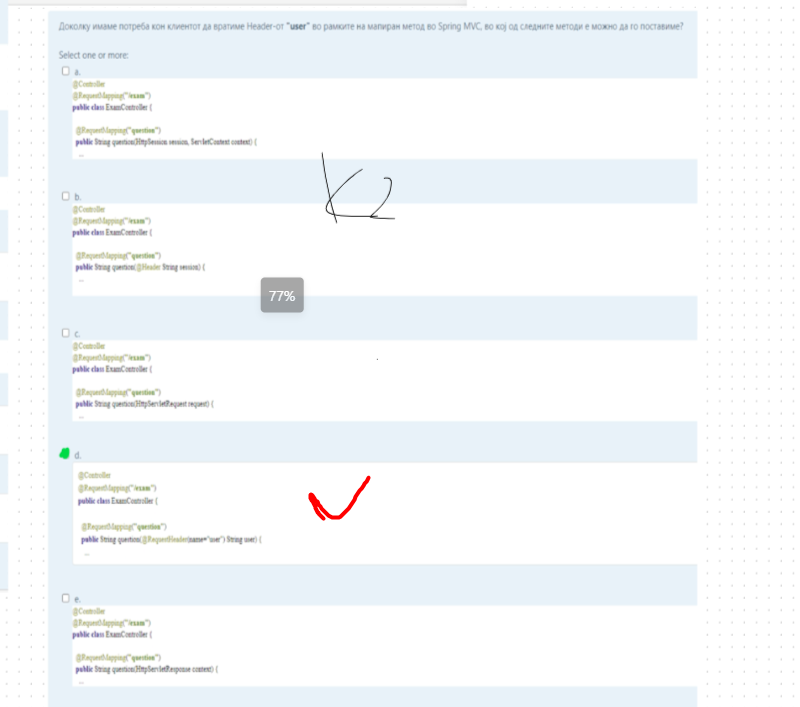 Доколку имаме потреба кон клиентот да вратиме Header-от "user" во рамките на мапиран метод во Spring MVC, во кој од следните методи е можно да го поставиме?
Select one or more:
a.
@Controller
@RequestMapping("/exam")
public class ExamController {
@RequestMapping("question")
public String question(HttpSession session, ServletContext context) {
...
b.
@Controller
@RequestMapping("/exam")
public class ExamController {
@RequestMapping("question")
public String question(@Header String session) {
...
77%
c.
@Controller
@RequestMapping("/exam")
public class ExamController {
@RequestMapping("question")
public String question(HttpServletRequest request) {
...
d.
@Controller
@RequestMapping("/exam")
public class ExamController {
@RequestMapping("question")
public String question(@RequestHeader(name="user") String user) {
...
e.
@Controller
@RequestMapping("/exam")
public class ExamController {
@RequestMapping("question")
public String question(HttpServletResponse context) {
...